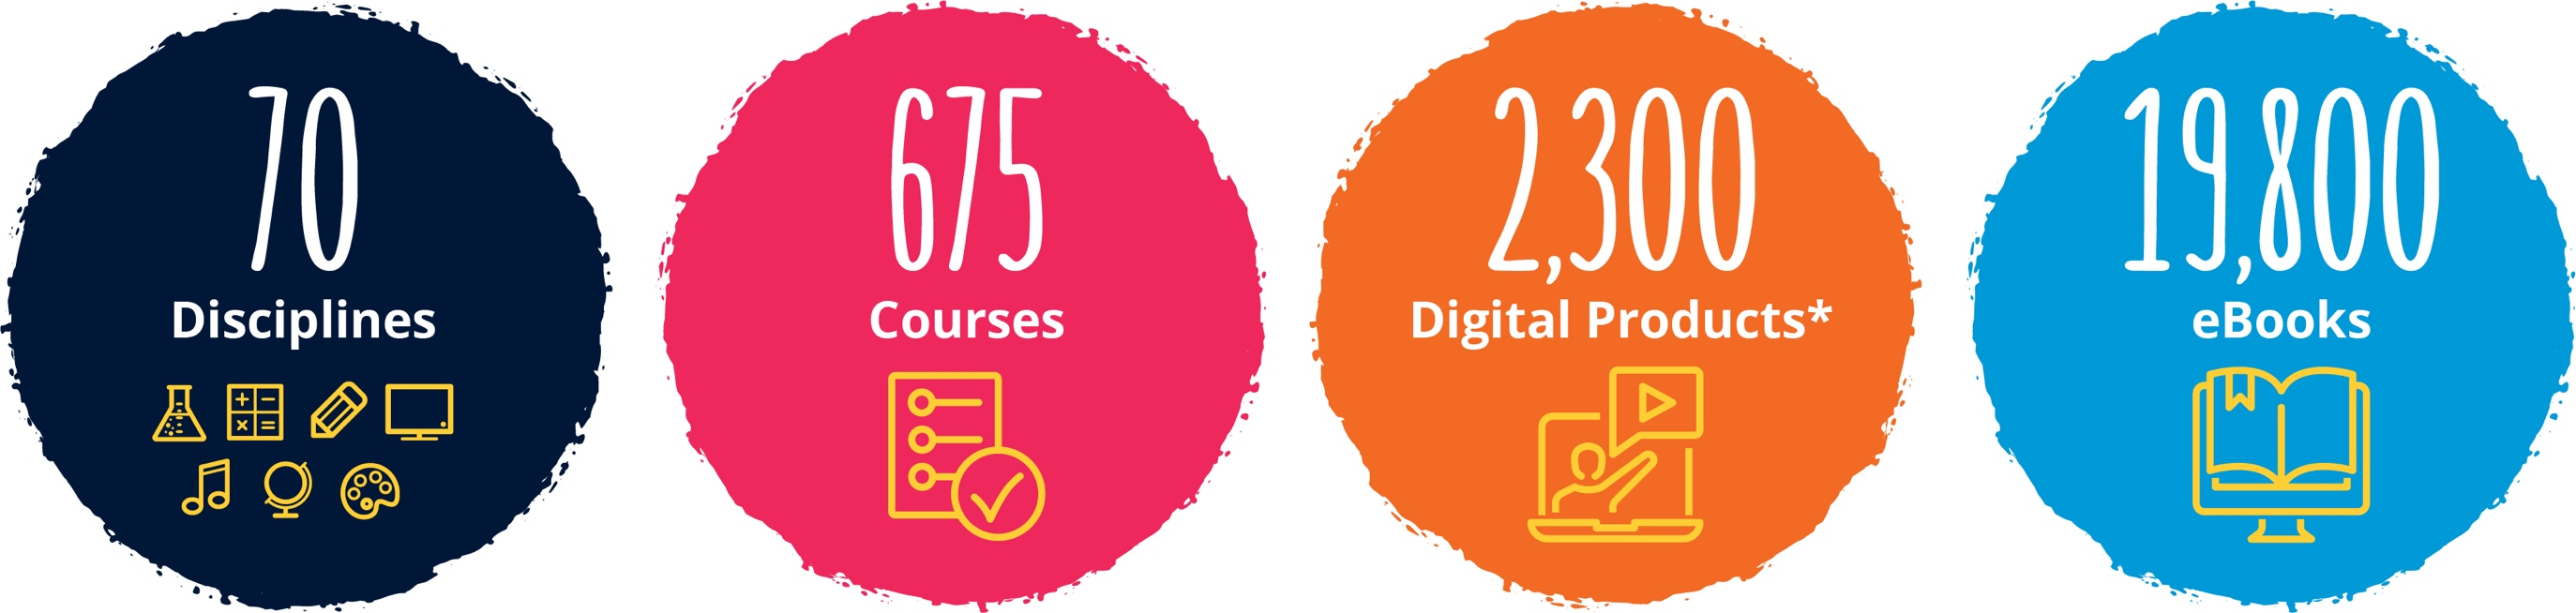 70
Disciplines
675
Courses
2,300
Digital Products*
19,800
eBooks